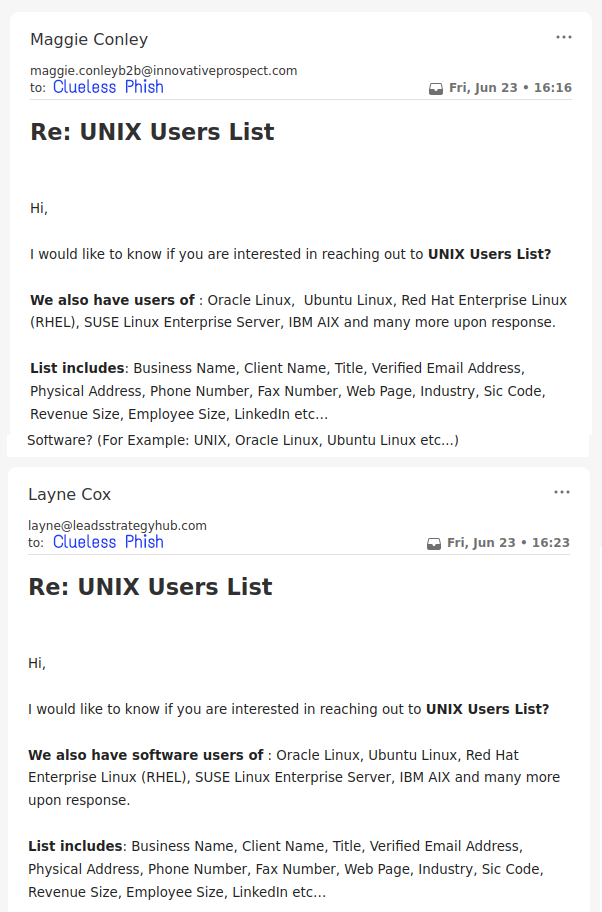 Maggie Conley
maggie.conleyb2b@innovativeprospect.com
to: Clueless Phish
Fri, Jun 23 • 16:16
Re: UNIX Users List
Hi,
I would like to know if you are interested in reaching out to UNIX Users List?
We also have users of : Oracle Linux,  Ubuntu Linux, Red Hat Enterprise Linux
(RHEL), SUSE Linux Enterprise Server, IBM AIX and many more upon response.
List includes: Business Name, Client Name, Title, Verified Email Address,
Physical Address, Phone Number, Fax Number, Web Page, Industry, Sic Code,
Revenue Size, Employee Size, LinkedIn etc...
Software? (For Example: UNIX, Oracle Linux, Ubuntu Linux etc...)
Layne Cox
layne@leadsstrategyhub.com
to: Clueless Phish
Fri, Jun 23 • 16:23
Re: UNIX Users List
Hi,
I would like to know if you are interested in reaching out to UNIX Users List?
We also have software users of : Oracle Linux, Ubuntu Linux, Red Hat
Enterprise Linux (RHEL), SUSE Linux Enterprise Server, IBM AIX and many more
upon response.
List includes: Business Name, Client Name, Title, Verified Email Address,
Physical Address, Phone Number, Fax Number, Web Page, Industry, Sic Code,
Revenue Size, Employee Size, LinkedIn etc...